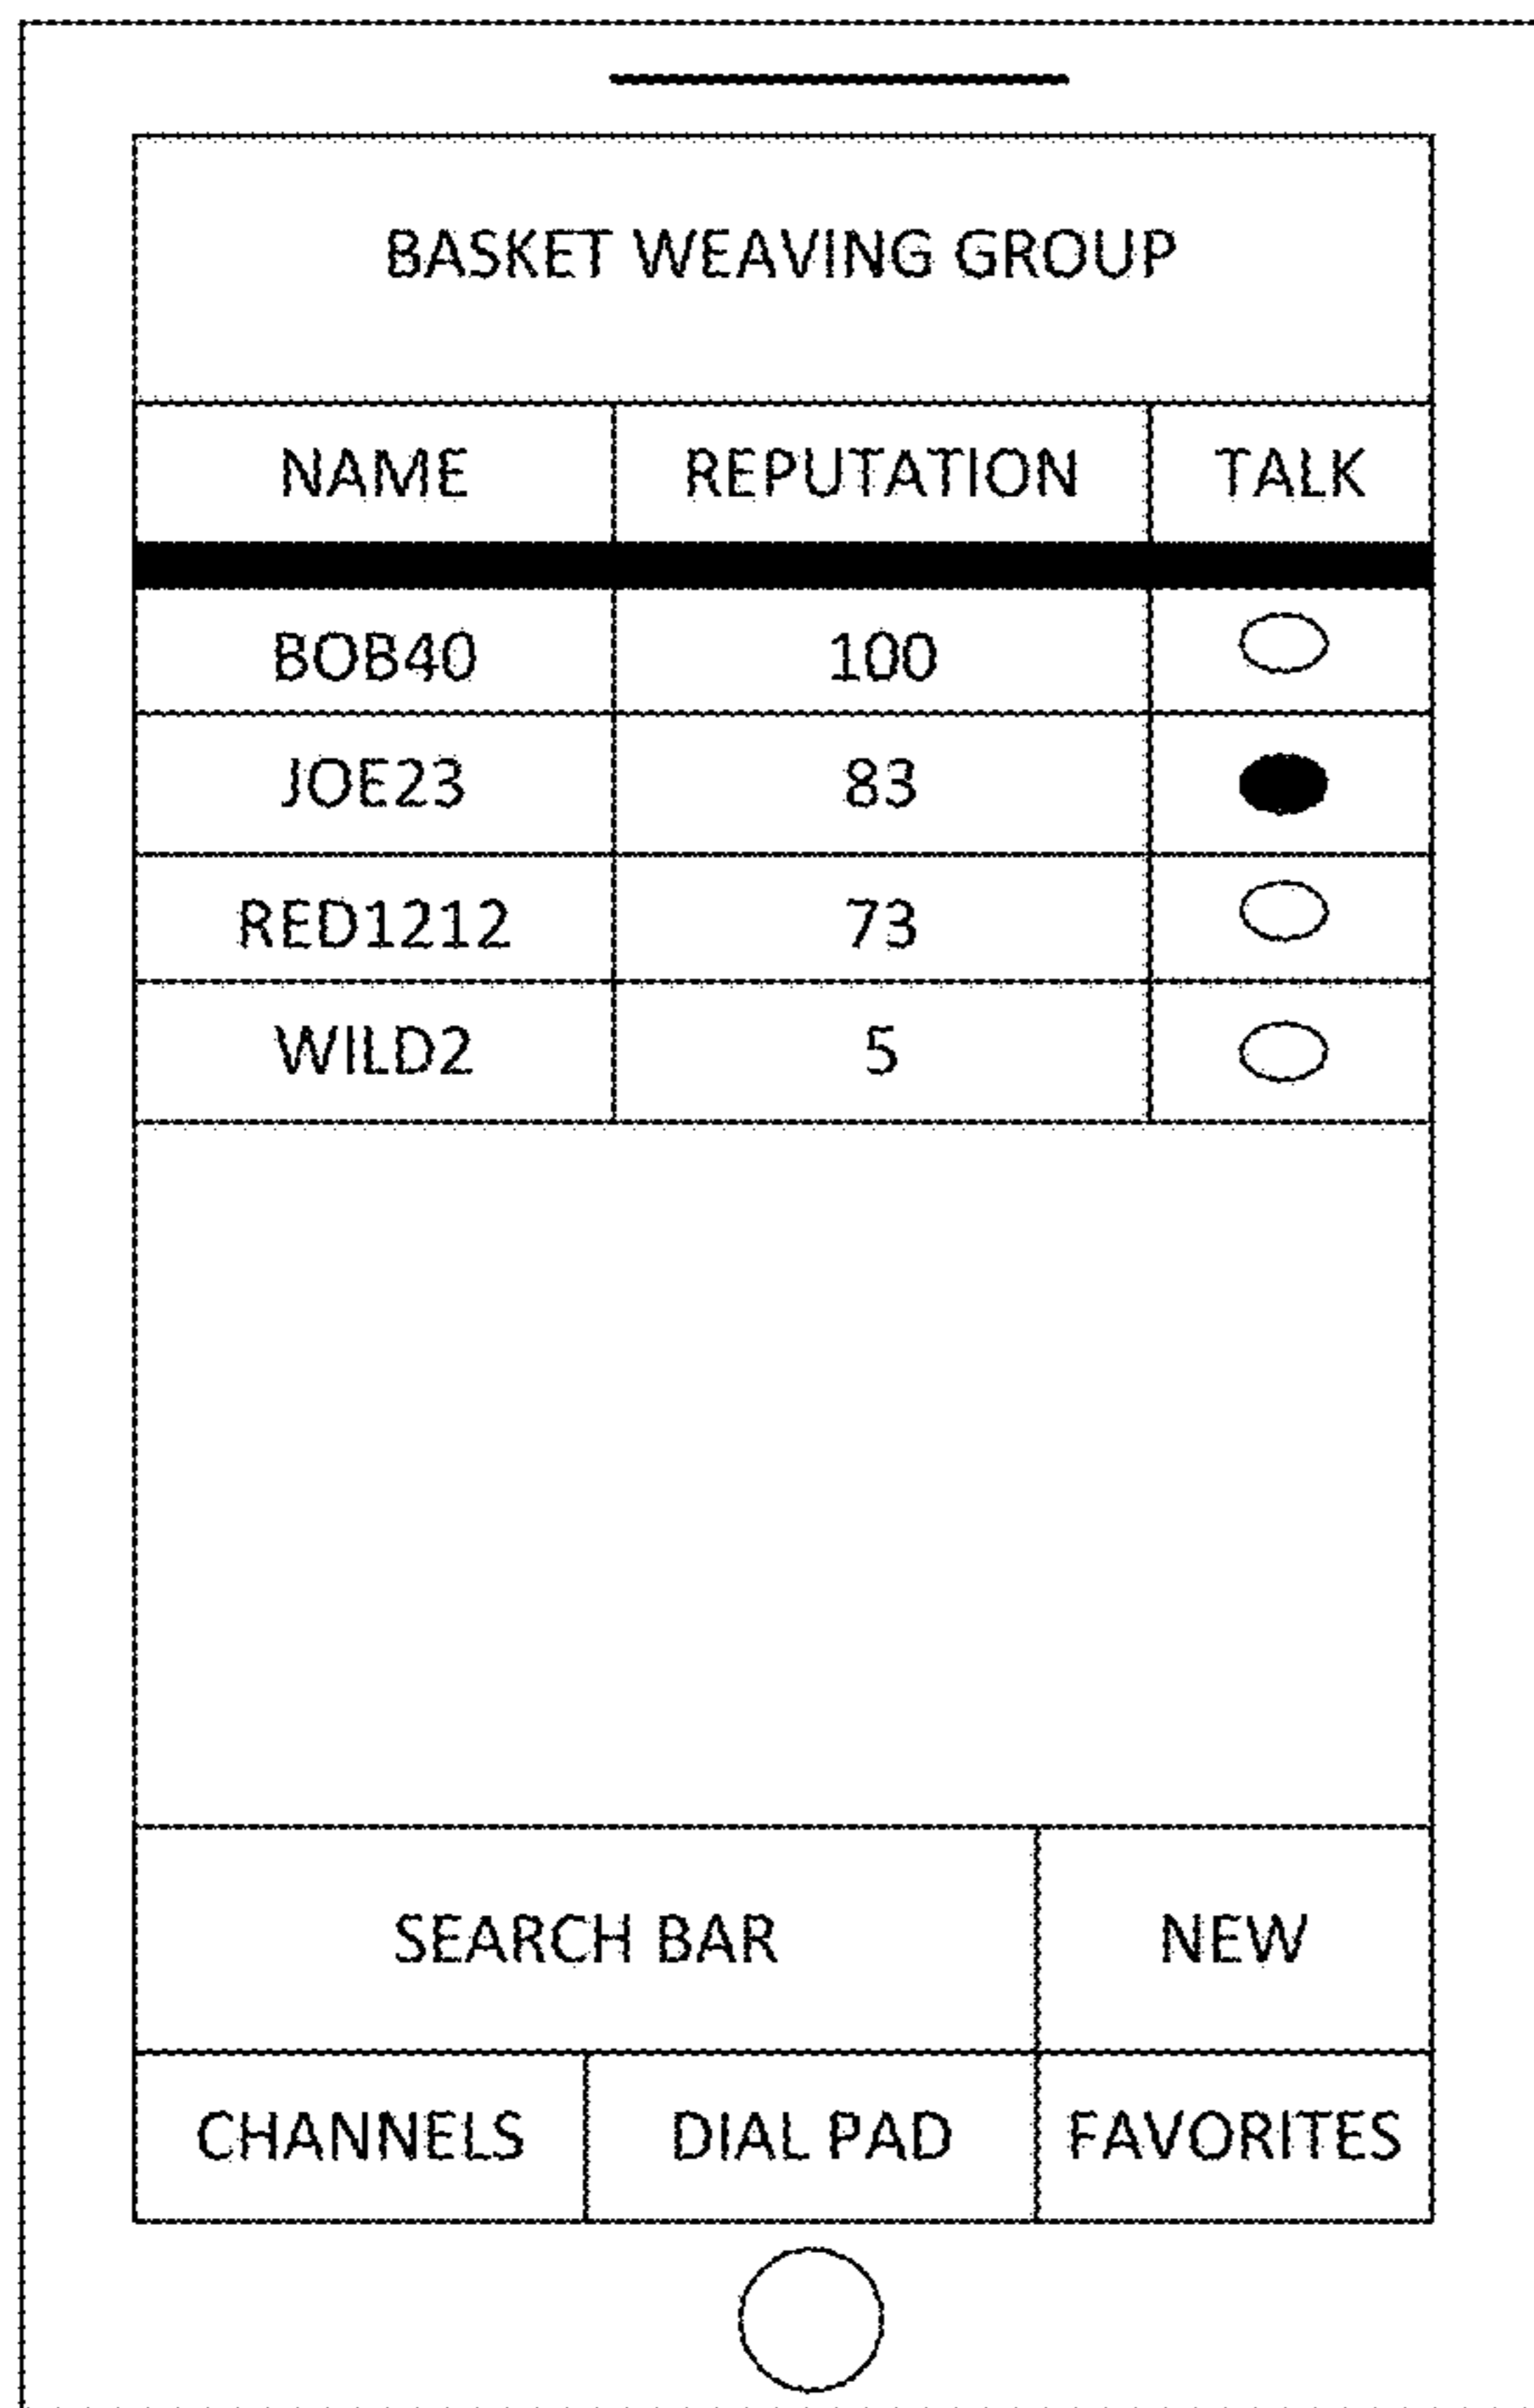 BASKET WEAVING GROUP
NAME REPUTATION TALK
BOB40 100
JOE23 83
RED1212 73
WILD2 5
SEARCH BAR NEW
CHANNELS DIAL PAD FAVORITES